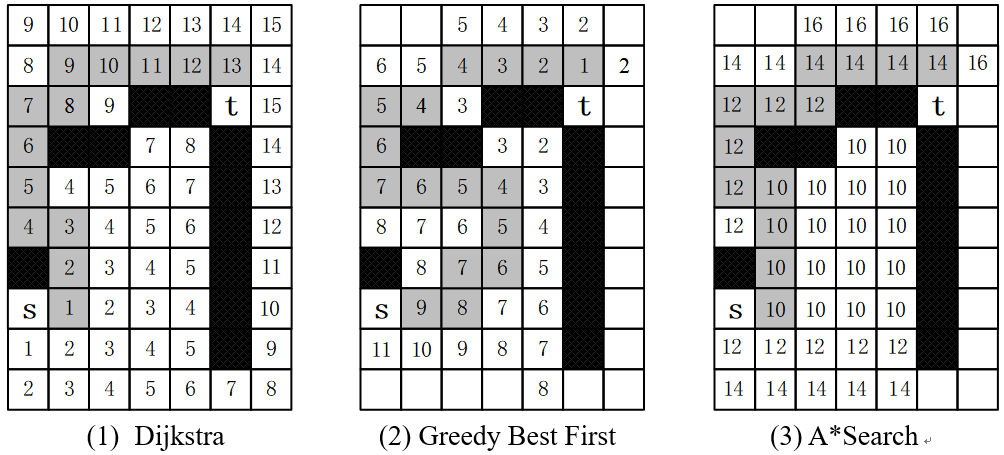 9 10 11 12 13 14 15
8 9 10 11 12 13 14
7 8 9 t 15
6 7 8 14
5 4 5 6 7 13
4 3 4 5 6 12
2 3 4 5 11
s 1 2 3 4 10
1 2 3 4 5 9
2 3 4 5 6 7 8
(1) Dijkstra
5 4 3 2
6 5 4 3 2 1 2
5 4 3 t
6 3 2
7 6 5 4 3
8 7 6 5 4
8 7 6 5
s 9 8 7 6
11 10 9 8 7
8
(2) Greedy Best First
16 16 16 16
14 14 14 14 14 14 16
12 12 12 t
12 10 10
12 10 10 10 10
12 10 10 10 10
10 10 10 10
s 10 10 10 10
12 12 12 12 12
14 14 14 14 14
(3) A*Search